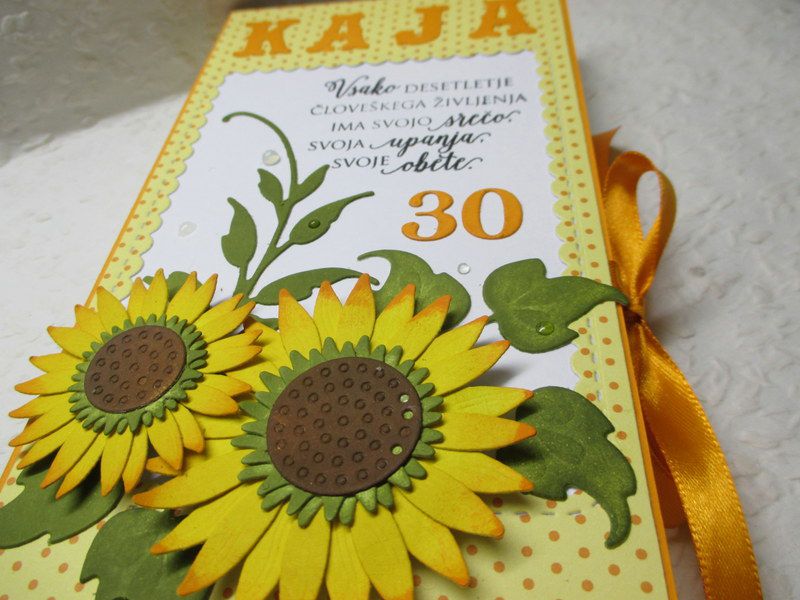 KAJA
Vsako DESETLETJE
ČLOVEŠKEGA ŽIVLJENJA
IMA SVOJO srečo,
SVOJA upanja,
SVOJE obete.
30